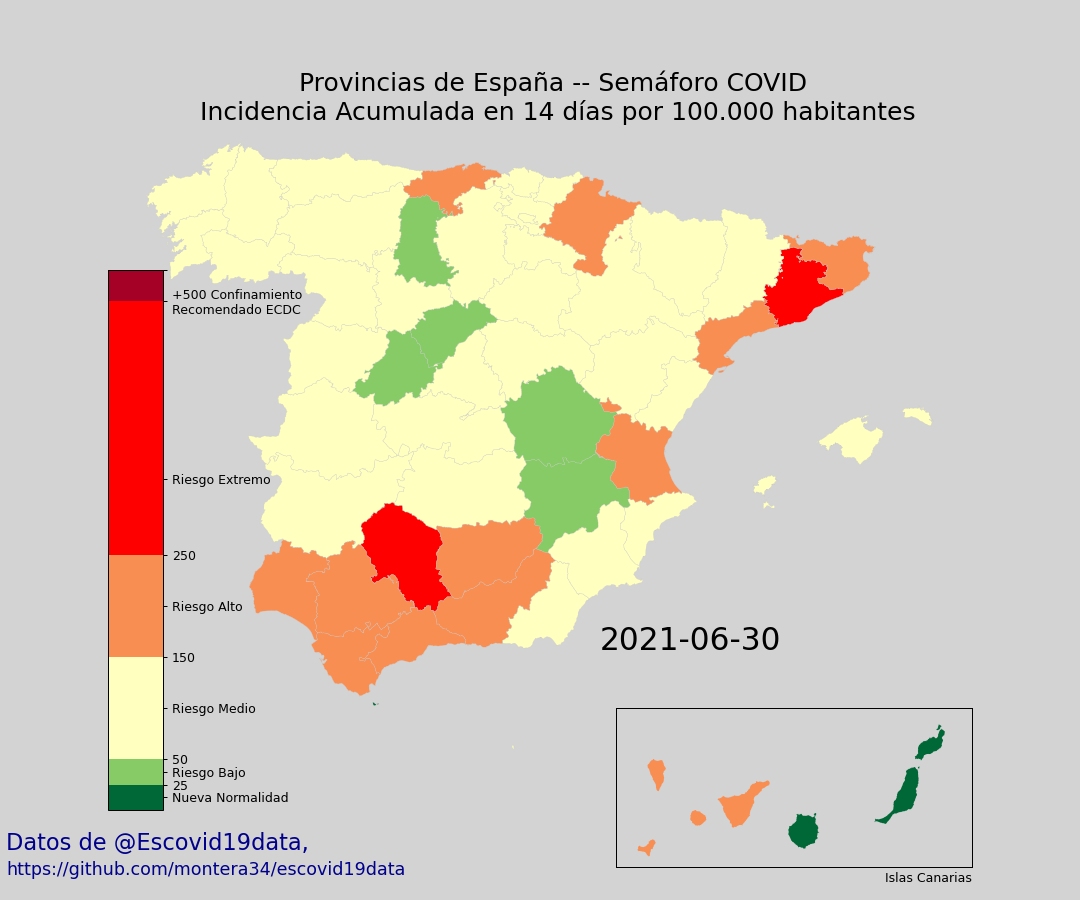 Provincias de España -- Semáforo COVID
Incidencia Acumulada en 14 días por 100.000 habitantes
+500 Confinamiento
Recomendado ECDC
Riesgo Extremo
250
Riesgo Alto
150
Riesgo Medio
50
Riesgo Bajo
25
Nueva Normalidad
2021-06-30
Islas Canarias
Datos de @Escovid19data,
https://github.com/montera34/escovid19data